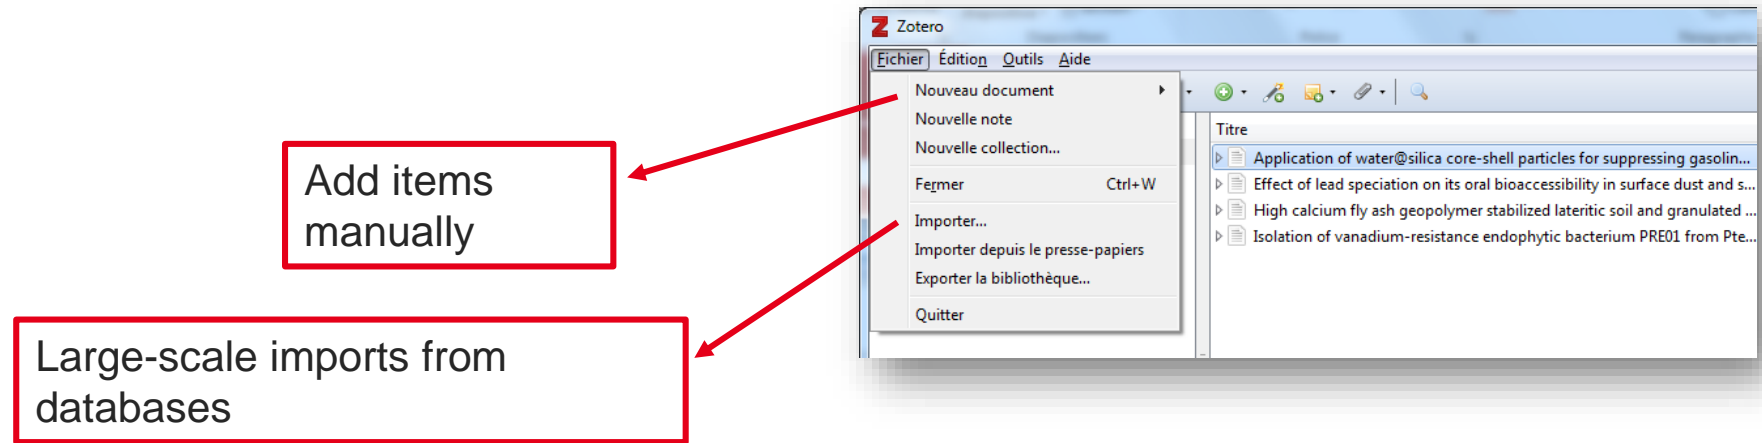 Zotero
Fichier Édition Outils Aide
Nouveau document
Nouvelle note
Nouvelle collection...
Fermer Ctrl+W
Importer...
Importer depuis le presse-papiers
Exporter la bibliothèque...
Quitter
Titre
Application of water@silica core-shell particles for suppressing gasolin...
Effect of lead speciation on its oral bioaccessibility in surface dust and s...
High calcium fly ash geopolymer stabilized lateritic soil and granulated ...
Isolation of vanadium-resistance endophytic bacterium PRE01 from Pte...
Add items
manually
Large-scale imports from
databases